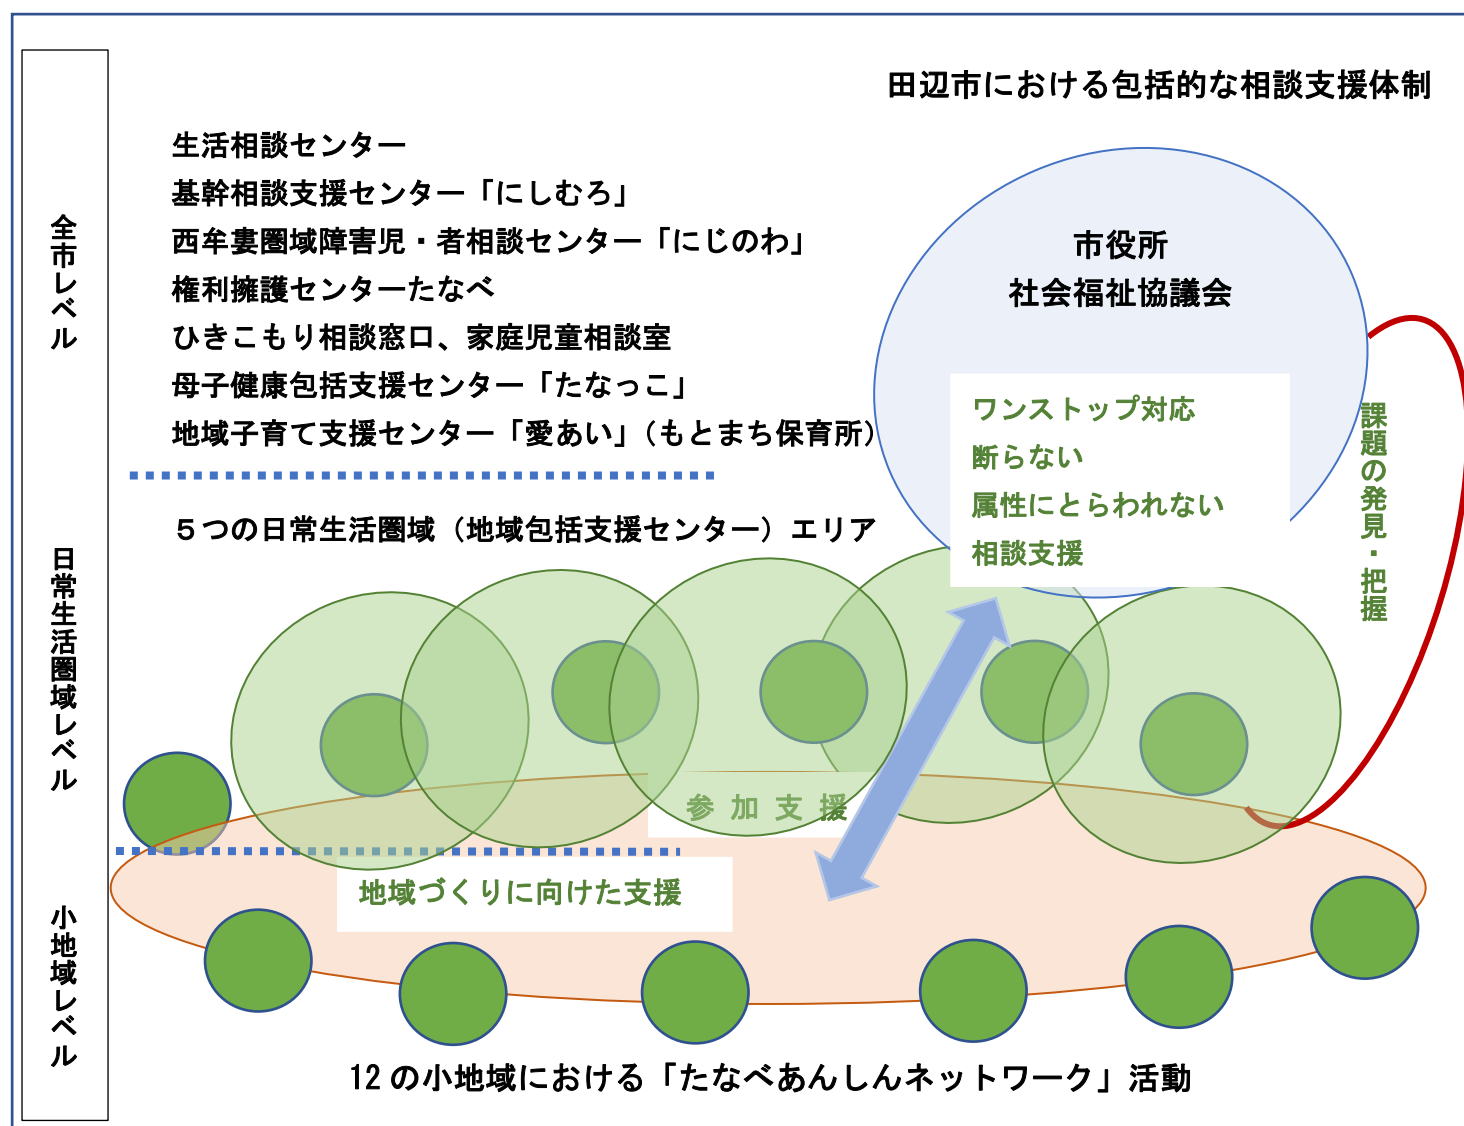 田辺市における包括的な相談支援体制
全市レベル
生活相談センター
基幹相談支援センター「にしむろ」
西牟婁圏域障害児・者相談センター「にじのわ」
権利擁護センターたなべ
ひきこもり相談窓口、家庭児童相談室
母子健康包括支援センター「たなっこ」
地域子育て支援センター「愛あい」（もとまち保育所）
市役所
社会福祉協議会
ワンストップ対応
断らない
属性にとらわれない
相談支援
課題の発見・把握
日常生活圏域レベル
５つの日常生活圏域（地域包括支援センター）エリア
参加支援
地域づくりに向けた支援
小地域レベル
12の小地域における「たなべあんしんネットワーク」活動